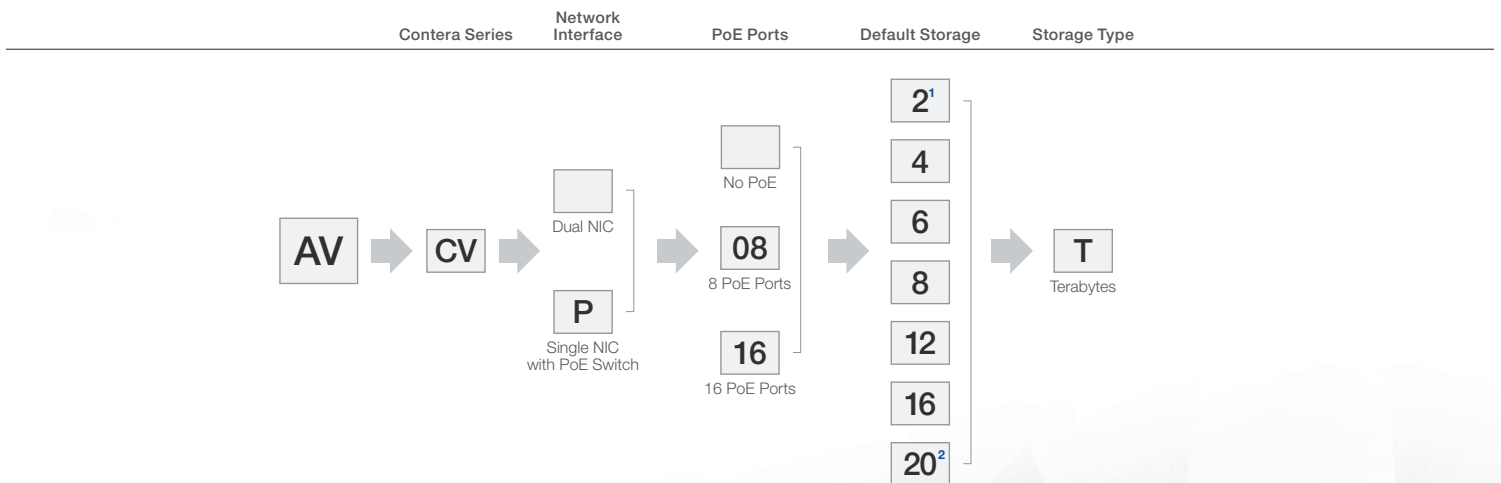 Contera Series
Network
Interface
PoE Ports
Default Storage
Storage Type
AV
CV
Dual NIC
P
Single NIC
with PoE Switch
No PoE
08
8 PoE Ports
16
16 PoE Ports
2¹
4
6
8
12
16
20²
T
Terabytes